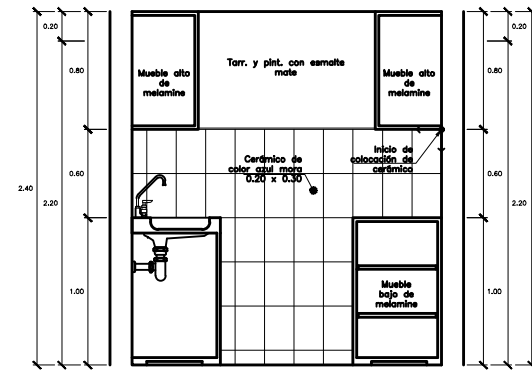 0.20
0.20
0.80
Mueble alto
de
melamine
Tarr. y pint. con esmalte
mate
Mueble alto
de
melamine
0.80
Cerámico de
color azul mora
0.20 x 0.30
Inicio de
colocación de
cerámico
2.40
2.20
0.60
0.60
2.20
1.00
Mueble
bajo de
melamine
1.00